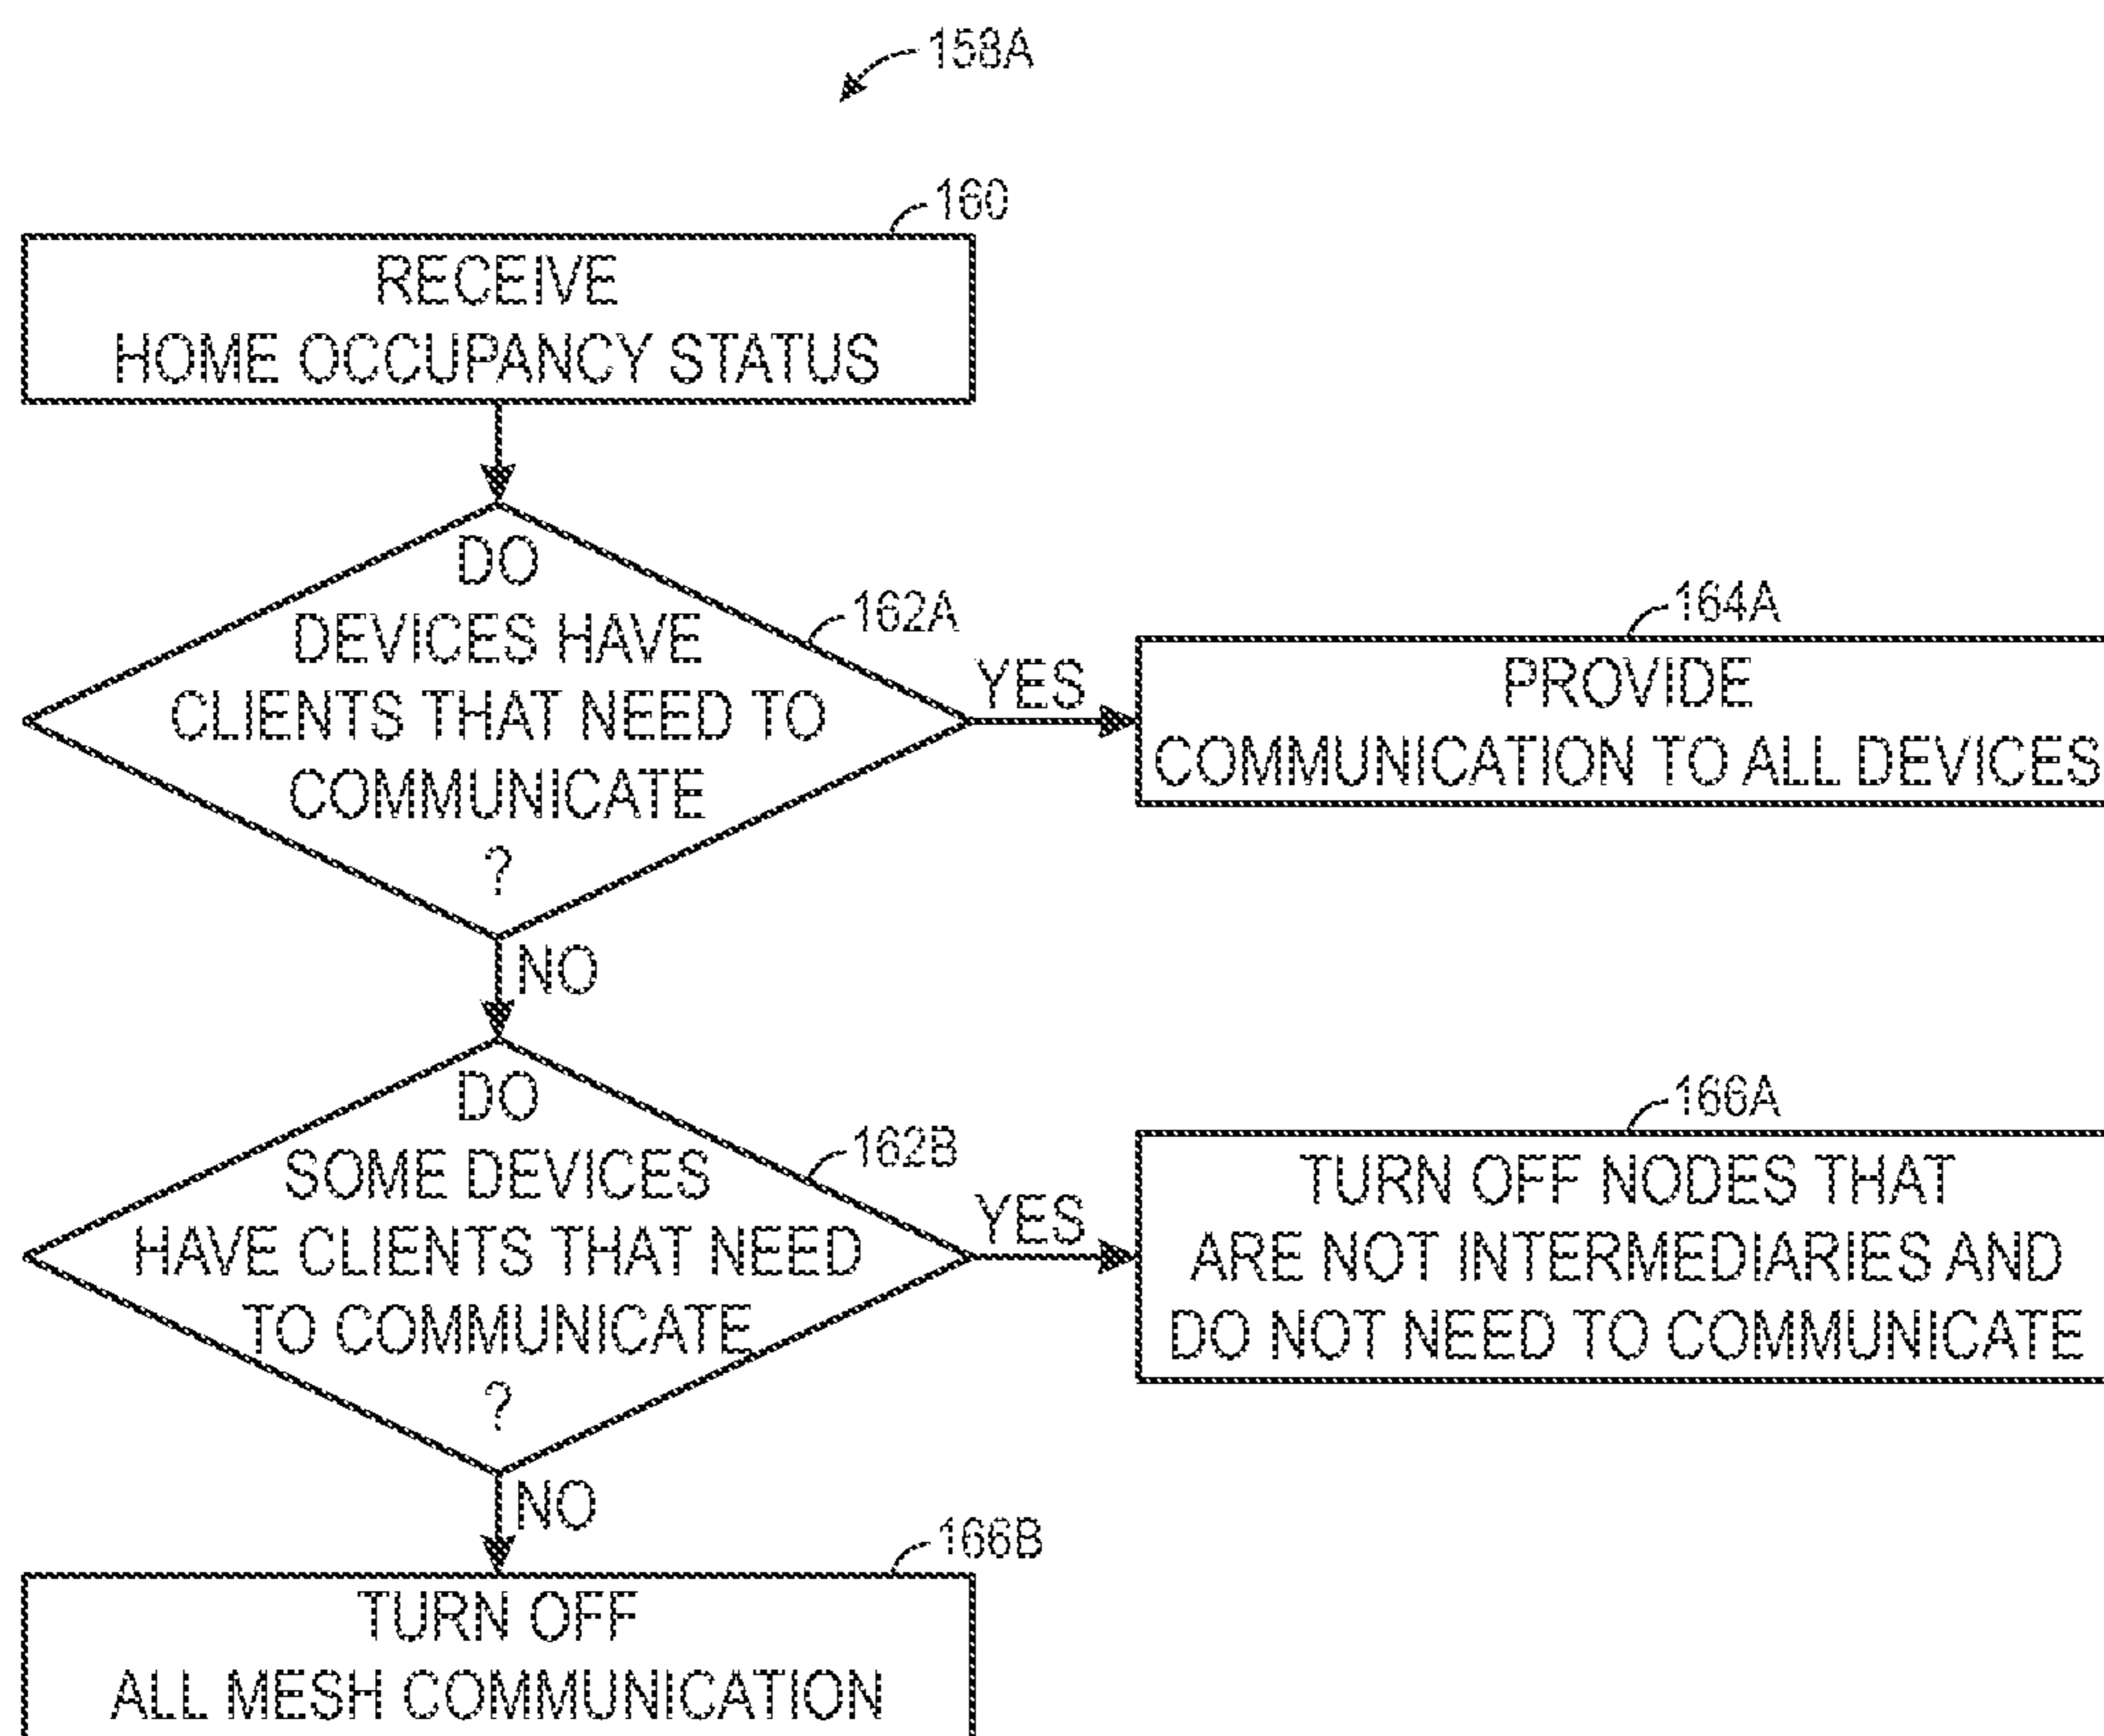 158A
160
RECEIVE
HOME OCCUPANCY STATUS
DO
DEVICES HAVE
CLIENTS THAT NEED TO
COMMUNICATE
?
162A
YES
164A
PROVIDE
COMMUNICATION TO ALL DEVICES
NO
DO
SOME DEVICES
HAVE CLIENTS THAT NEED
TO COMMUNICATE
?
162B
YES
166A
TURN OFF NODES THAT
ARE NOT INTERMEDIARIES AND
DO NOT NEED TO COMMUNICATE
NO
166B
TURN OFF
ALL MESH COMMUNICATION